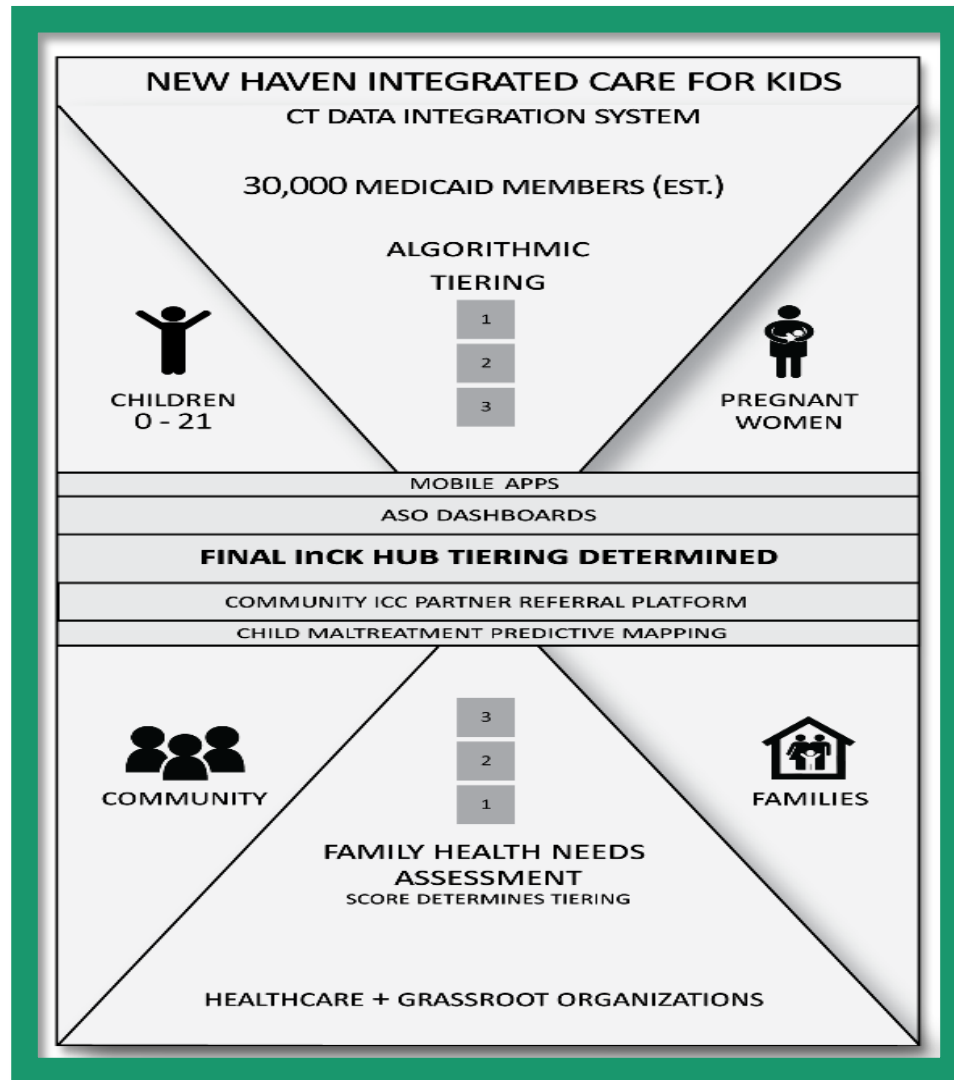 NEW HAVEN INTEGRATED CARE FOR KIDS
CT DATA INTEGRATION SYSTEM
30,000 MEDICAID MEMBERS (EST.)
ALGORITHMIC
TIERING
1
2
3
CHILDREN
0 - 21
PREGNANT
WOMEN
MOBILE APPS
ASO DASHBOARDS
FINAL InCK HUB TIERING DETERMINED
COMMUNITY ICC PARTNER REFERRAL PLATFORM
CHILD MALTREATMENT PREDICTIVE MAPPING
3
2
1
COMMUNITY
FAMILIES
FAMILY HEALTH NEEDS
ASSESSMENT
SCORE DETERMINES TIERING
HEALTHCARE + GRASSROOT ORGANIZATIONS